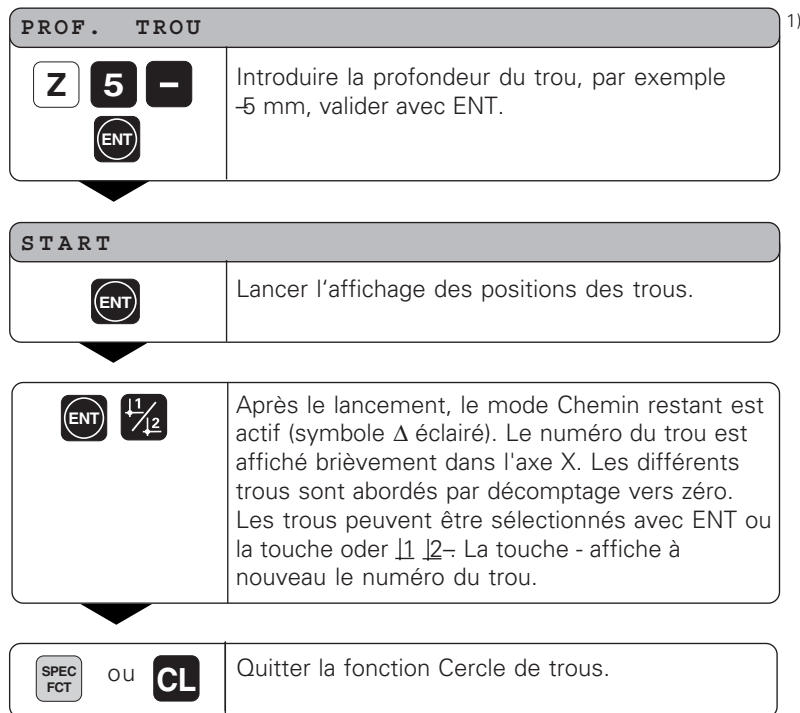 PROF. TROU
1)
Z 5 –
ENT
Introduire la profondeur du trou, par exemple
–5 mm, valider avec ENT.
START
ENT
Lancer l'affichage des positions des trous.
ENT 1 2
Après le lancement, le mode Chemin restant est
actif (symbole Δ éclairé). Le numéro du trou est
affiché brièvement dans l'axe X. Les différents
trous sont abordés par décomptage vers zéro.
Les trous peuvent être sélectionnés avec ENT ou
la touche oder |1 |2–. La touche - affiche à
nouveau le numéro du trou.
SPEC
FCT
ou CL
Quitter la fonction Cercle de trous.